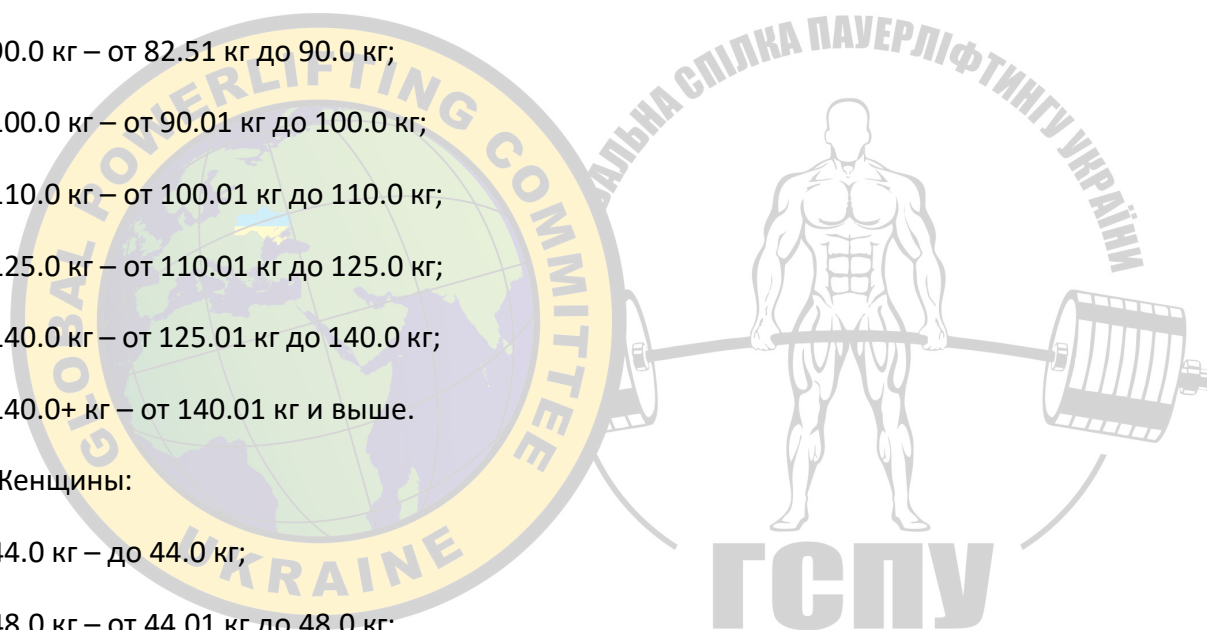 90.0 кг – от 82.51 кг до 90.0 кг;
100.0 кг – от 90.01 кг до 100.0 кг;
110.0 кг – от 100.01 кг до 110.0 кг;
125.0 кг – от 110.01 кг до 125.0 кг;
140.0 кг – от 125.01 кг до 140.0 кг;
140.0+ кг – от 140.01 кг и выше.
Женщины:
44.0 кг – до 44.0 кг;
48.0 кг – от 44.01 кг до 48.0 кг;
GLOBAL POWERLIFTING COMMITTEE
UKRAINE
СПІЛКА ПАУЕРЛІФТИНГУ УКРАЇНИ
ГСПУ